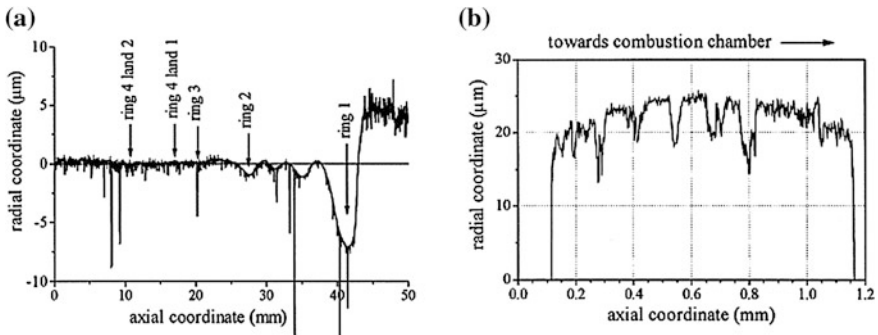 (a)
10
5
0
-5
-10
radial coordinate (μm)
ring 4 land 2
ring 4 land 1
ring 3
ring 2
ring 1
0 10 20 30 40 50
axial coordinate (mm)
(b)
towards combustion chamber
30
20
10
0
radial coordinate (μm)
0.0 0.2 0.4 0.6 0.8 1.0 1.2
axial coordinate (mm)